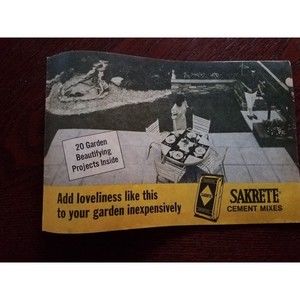 20 Garden
Beautifying
Projects Inside
Add loveliness like this
to your garden inexpensively
SAKRETE
CEMENT MIXES